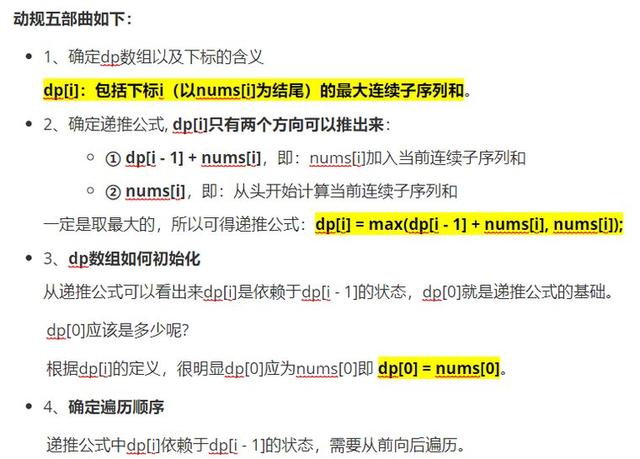 动规五部曲如下：
1、确定dp数组以及下标的含义
dp[i]：包括下标i（以nums[i]为结尾）的最大连续子序列和。
2、确定递推公式, dp[i]只有两个方向可以推出来：
① dp[i - 1] + nums[i]，即：nums[i]加入当前连续子序列和
② nums[i]，即：从头开始计算当前连续子序列和
一定是取最大的，所以可得递推公式：dp[i] = max(dp[i - 1] + nums[i], nums[i]);
3、dp数组如何初始化
从递推公式可以看出来dp[i]是依赖于dp[i - 1]的状态，dp[0]就是递推公式的基础。
dp[0]应该是多少呢?
根据dp[i]的定义，很明显dp[0]应为nums[0]即 dp[0] = nums[0]。
4、确定遍历顺序
递推公式中dp[i]依赖于dp[i - 1]的状态，需要从前向后遍历。